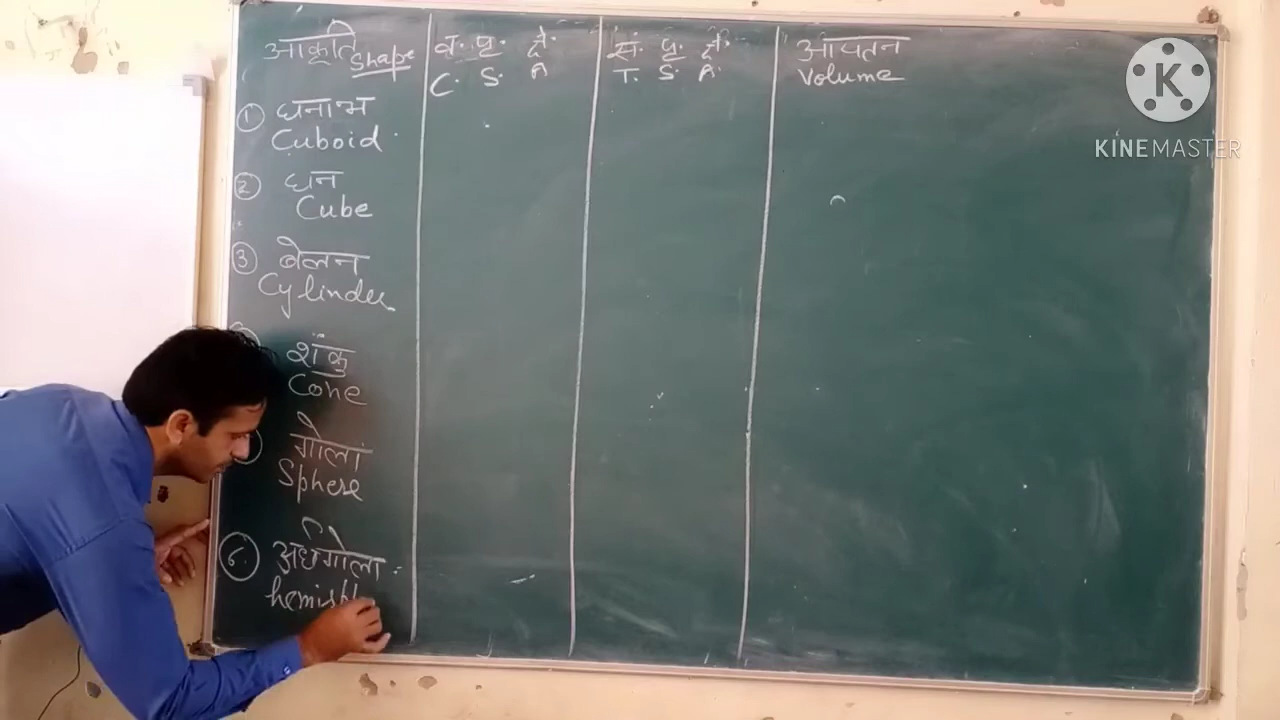 आकृति Shape
व. पृ. क्षे.
C. S. A
सं. पृ. क्षे.
T. S. A.
आयतन
Volume
① घनाभ
Cuboid
② घन
Cube
③ बेलन
Cylinder
शंकु
Cone
गोला
Sphere
⑥ अर्धगोला
hemisph
K
KINEMASTER